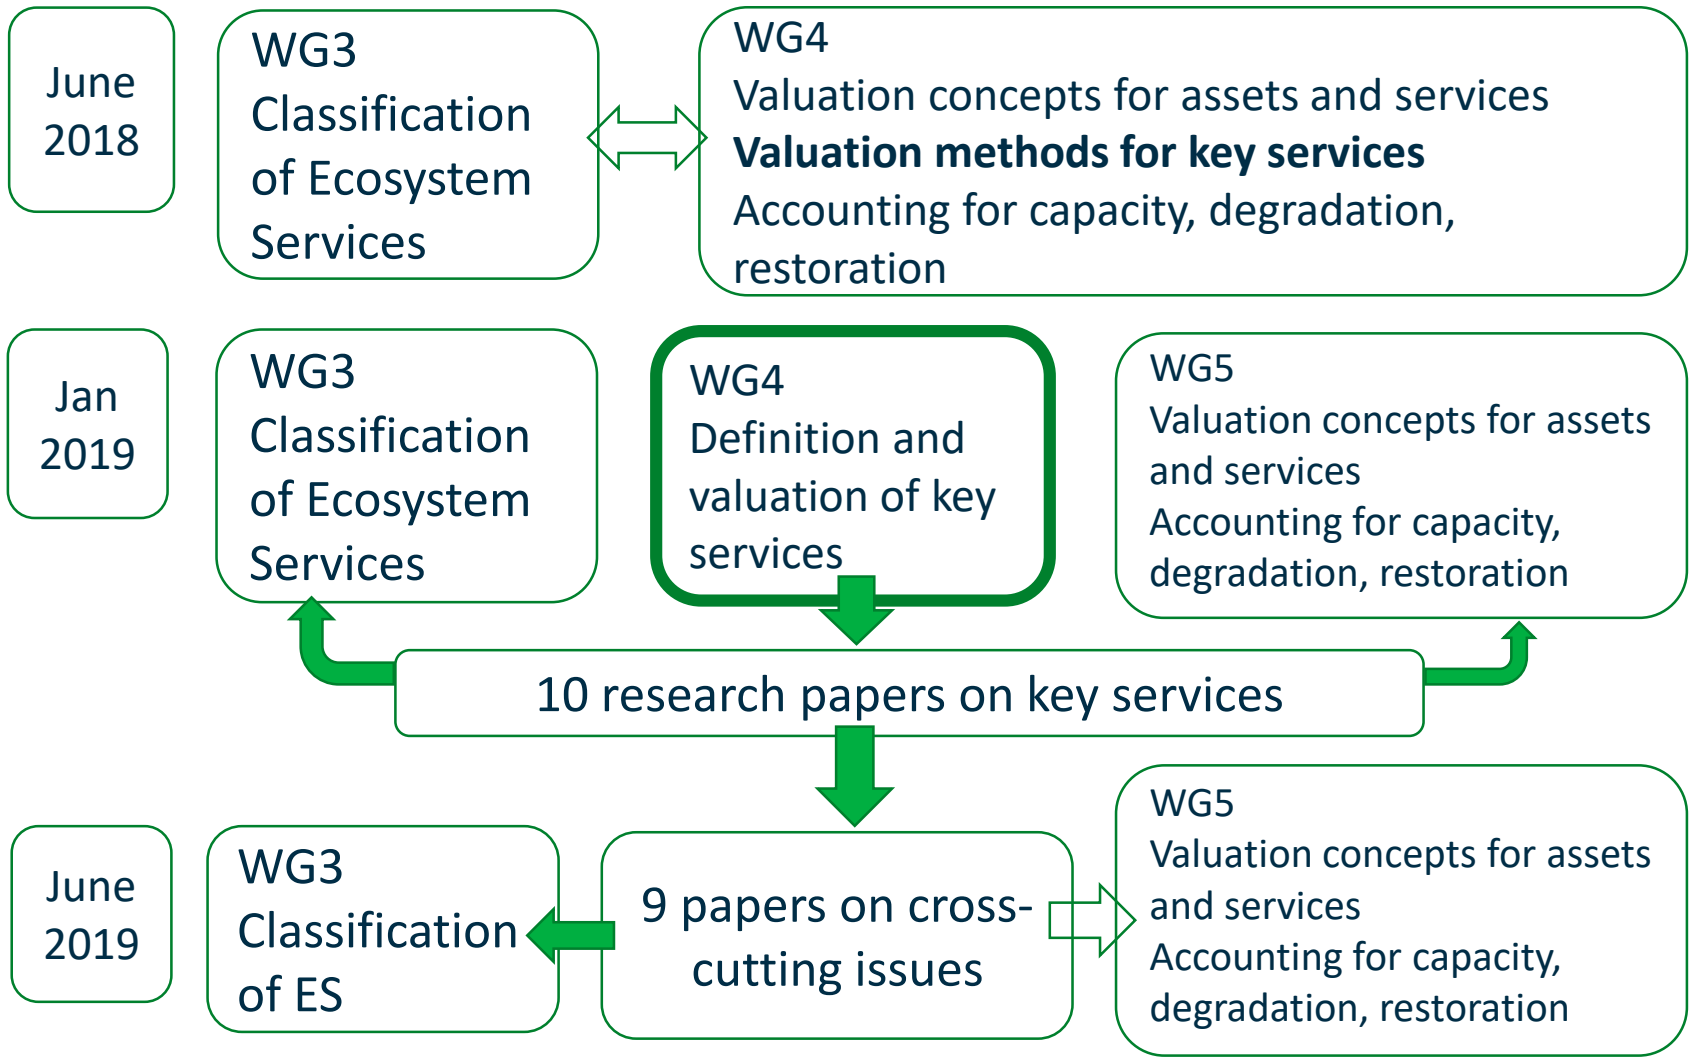 June
2018
WG3
Classification
of Ecosystem
Services
WG4
Valuation concepts for assets and services
Valuation methods for key services
Accounting for capacity, degradation,
restoration
Jan
2019
WG3
Classification
of Ecosystem
Services
WG4
Definition and
valuation of key
services
WG5
Valuation concepts for assets
and services
Accounting for capacity,
degradation, restoration
10 research papers on key services
June
2019
WG3
Classification
of ES
9 papers on cross-
cutting issues
WG5
Valuation concepts for assets
and services
Accounting for capacity,
degradation, restoration